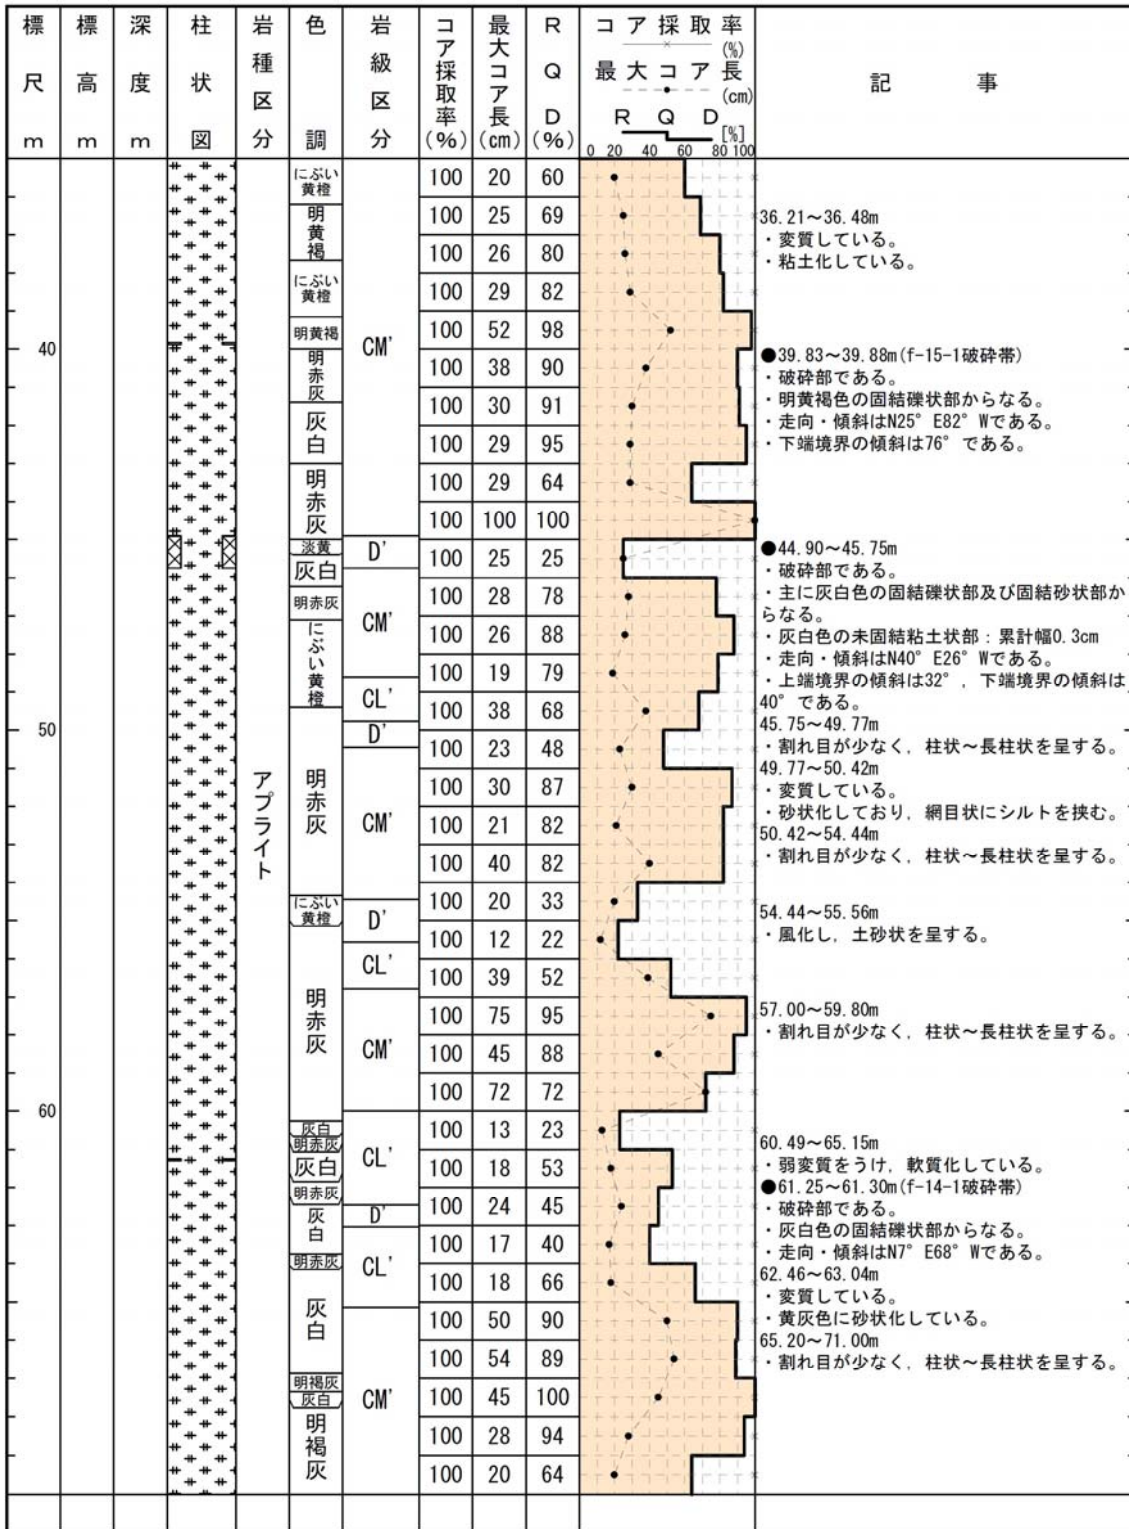 標尺m
標高m
深度m
柱状図
岩種区分
色調
岩級区分
コア採取率(%)
最大コア長(cm)
RQD(%)
コア採取率
(%)
最大コア長
(cm)
RQD
[%]
0 20 40 60 80 100
記事
40
50
60
アプライト
にぶい
黄橙
明黄褐
にぶい
黄橙
明黄褐
明赤灰
灰白
明赤灰
淡黄
灰白
明赤灰
にぶい黄橙
明赤灰
にぶい
黄橙
明赤灰
灰白
明赤灰
灰白
明赤灰
灰白
明赤灰
灰白
明褐灰
灰白
明褐灰
CM'
D'
CM'
CL'
D'
CM'
D'
CL'
CM'
CL'
D'
CL'
CM'
100 20 60
100 25 69
100 26 80
100 29 82
100 52 98
100 38 90
100 30 91
100 29 95
100 29 64
100 100 100
100 25 25
100 28 78
100 26 88
100 19 79
100 38 68
100 23 48
100 30 87
100 21 82
100 40 82
100 20 33
100 12 22
100 39 52
100 75 95
100 45 88
100 72 72
100 13 23
100 18 53
100 24 45
100 17 40
100 18 66
100 50 90
100 54 89
100 45 100
100 28 94
100 20 64
36.21～36.48m
・変質している。
・粘土化している。
●39.83～39.88m(f-15-1破砕帯)
・破砕部である。
・明黄褐色の固結礫状部からなる。
・走向・傾斜はN25°E82°Wである。
・下端境界の傾斜は76°である。
●44.90～45.75m
・破砕部である。
・主に灰白色の固結礫状部及び固結砂状部か
らなる。
・灰白色の未固結粘土状部：累計幅0.3cm
・走向・傾斜はN40°E26°Wである。
・上端境界の傾斜は32°，下端境界の傾斜は
40°である。
45.75～49.77m
・割れ目が少なく，柱状～長柱状を呈する。
49.77～50.42m
・変質している。
・砂状化しており，網目状にシルトを挟む。
50.42～54.44m
・割れ目が少なく，柱状～長柱状を呈する。
54.44～55.56m
・風化し，土砂状を呈する。
57.00～59.80m
・割れ目が少なく，柱状～長柱状を呈する。
60.49～65.15m
・弱変質をうけ，軟質化している。
●61.25～61.30m(f-14-1破砕帯)
・破砕部である。
・灰白色の固結礫状部からなる。
・走向・傾斜はN7°E68°Wである。
62.46～63.04m
・変質している。
・黄灰色に砂状化している。
65.20～71.00m
・割れ目が少なく，柱状～長柱状を呈する。